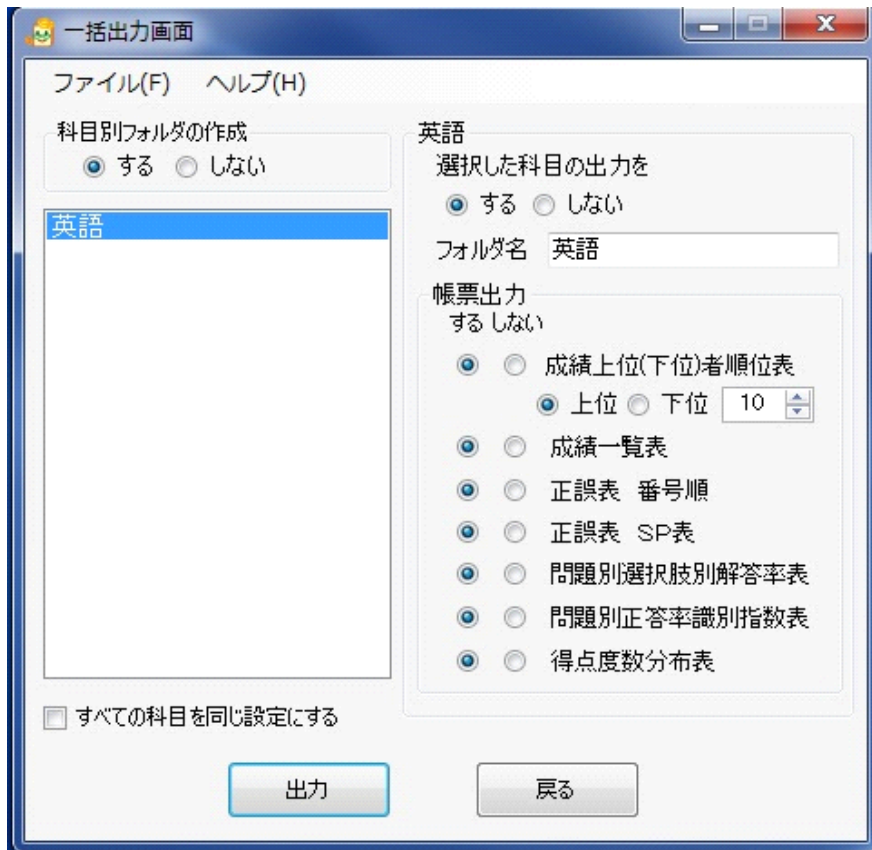 一括出力画面
ファイル(F) ヘルプ(H)
科目別フォルダの作成
する しない
英語
すべての科目を同じ設定にする
英語
選択した科目の出力を
する しない
フォルダ名 英語
帳票出力
する しない
成績上位(下位)者順位表
上位 下位 10
成績一覧表
正誤表 番号順
正誤表 SP表
問題別選択肢別解答率表
問題別正答率識別指数表
得点度数分布表
出力 戻る